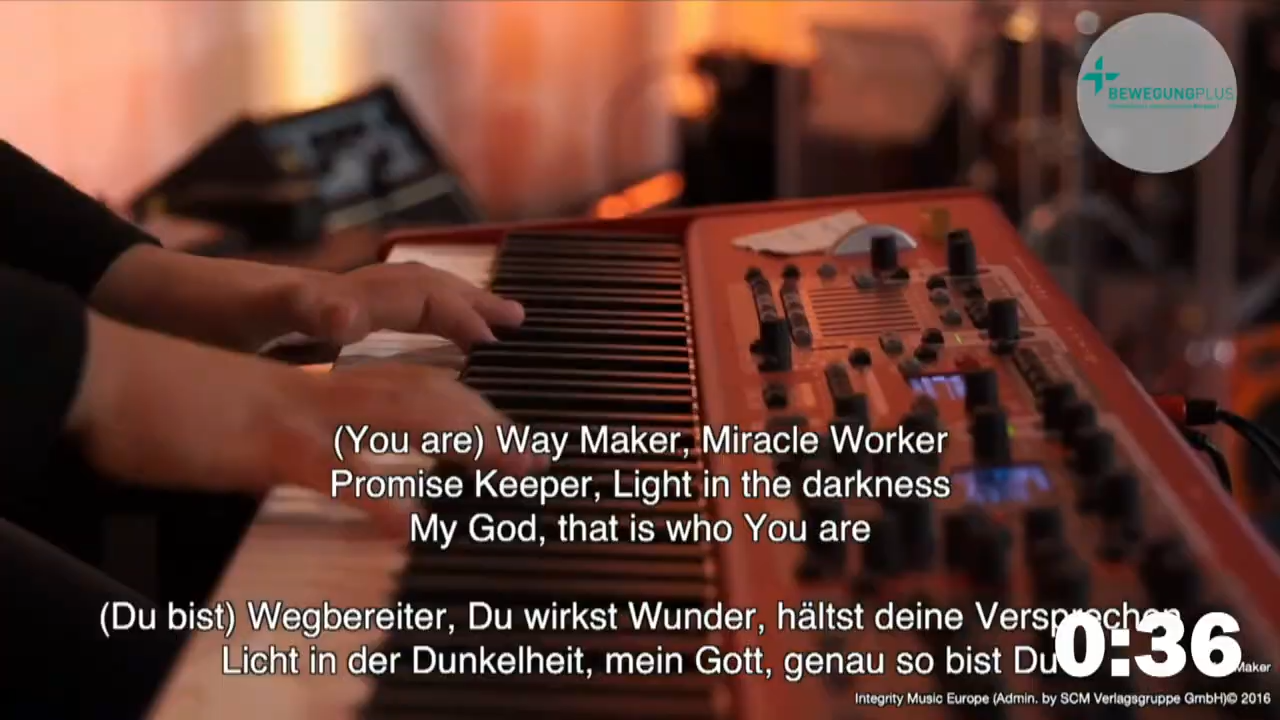 BEWEGUNGPLUS
(You are) Way Maker, Miracle Worker
Promise Keeper, Light in the darkness
My God, that is who You are
(Du bist) Wegbereiter, Du wirkst Wunder, hältst deine Versprechen
Licht in der Dunkelheit, mein Gott, genau so bist Du
0:36
Maker
Integrity Music Europe (Admin. by SCM Verlagsgruppe GmbH)© 2016